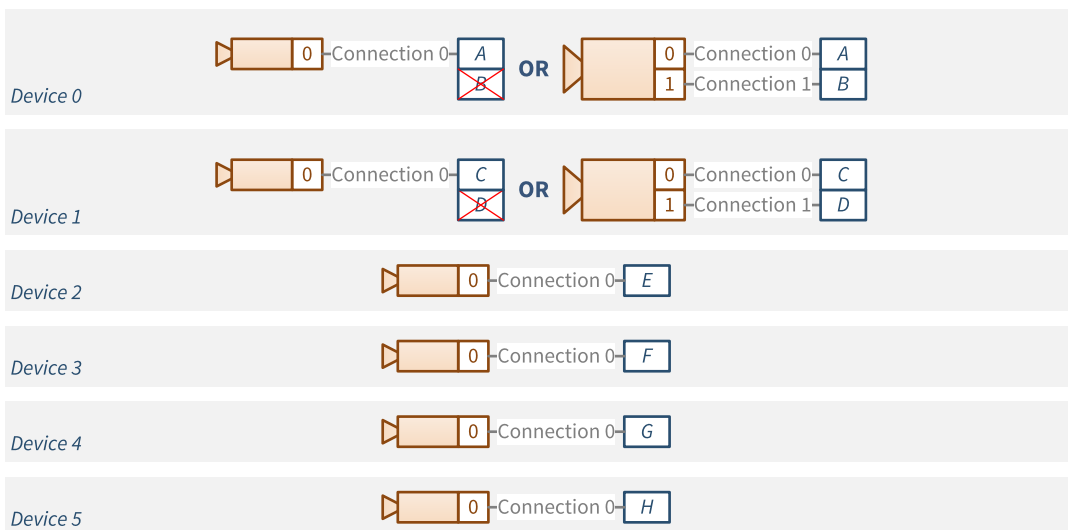 0 Connection 0 A OR 0 Connection 0 A
B 1 Connection 1 B
Device 0
0 Connection 0 C OR 0 Connection 0 C
D 1 Connection 1 D
Device 1
0 Connection 0 E
Device 2
0 Connection 0 F
Device 3
0 Connection 0 G
Device 4
0 Connection 0 H
Device 5